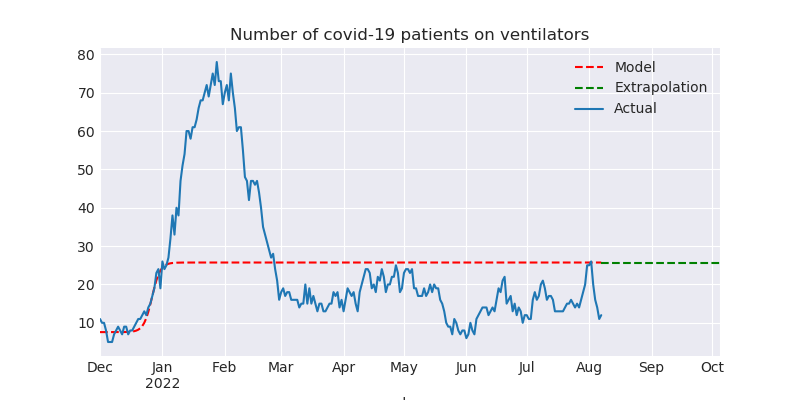 Number of covid-19 patients on ventilators
80
70
60
50
40
30
20
10
Model
Extrapolation
Actual
Dec Jan Feb Mar Apr May Jun Jul Aug Sep Oct
2022